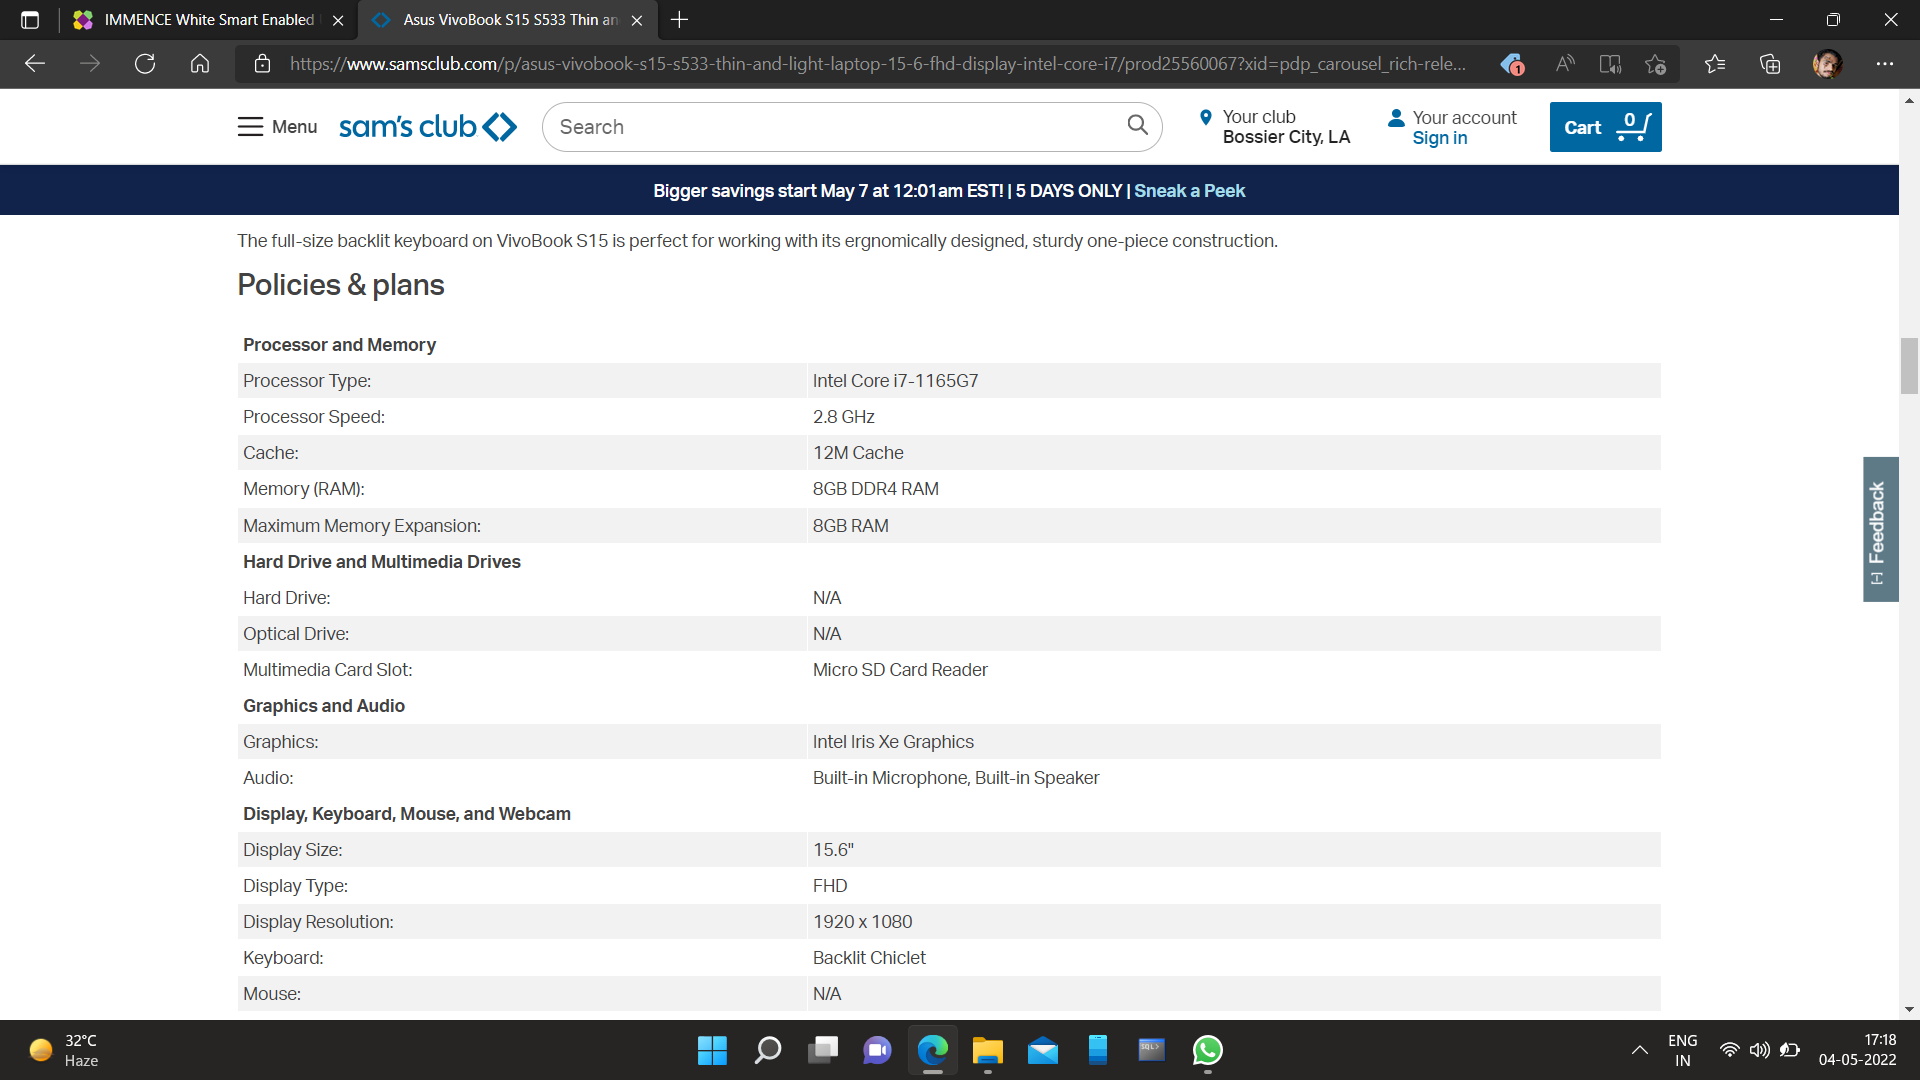 IMMENCE White Smart Enabled
Asus VivoBook S15 S533 Thin an
https://www.samsclub.com/p/asus-vivobook-s15-s533-thin-and-light-laptop-15-6-fhd-display-intel-core-i7/prod25560067?xid=pdp_carousel_rich-rele...
1
Menu
sam's club
Search
Your club
Bossier City, LA
Your account
Sign in
Cart
0
Bigger savings start May 7 at 12:01am EST! | 5 DAYS ONLY | Sneak a Peek
The full-size backlit keyboard on VivoBook S15 is perfect for working with its ergnomically designed, sturdy one-piece construction.
Policies & plans
Processor and Memory
Processor Type: Intel Core i7-1165G7
Processor Speed: 2.8 GHz
Cache: 12M Cache
Memory (RAM): 8GB DDR4 RAM
Maximum Memory Expansion: 8GB RAM
Hard Drive and Multimedia Drives
Hard Drive: N/A
Optical Drive: N/A
Multimedia Card Slot: Micro SD Card Reader
Graphics and Audio
Graphics: Intel Iris Xe Graphics
Audio: Built-in Microphone, Built-in Speaker
Display, Keyboard, Mouse, and Webcam
Display Size: 15.6"
Display Type: FHD
Display Resolution: 1920 x 1080
Keyboard: Backlit Chiclet
Mouse: N/A
[-] Feedback
32°C
Haze
SQL>
ENG
IN
17:18
04-05-2022